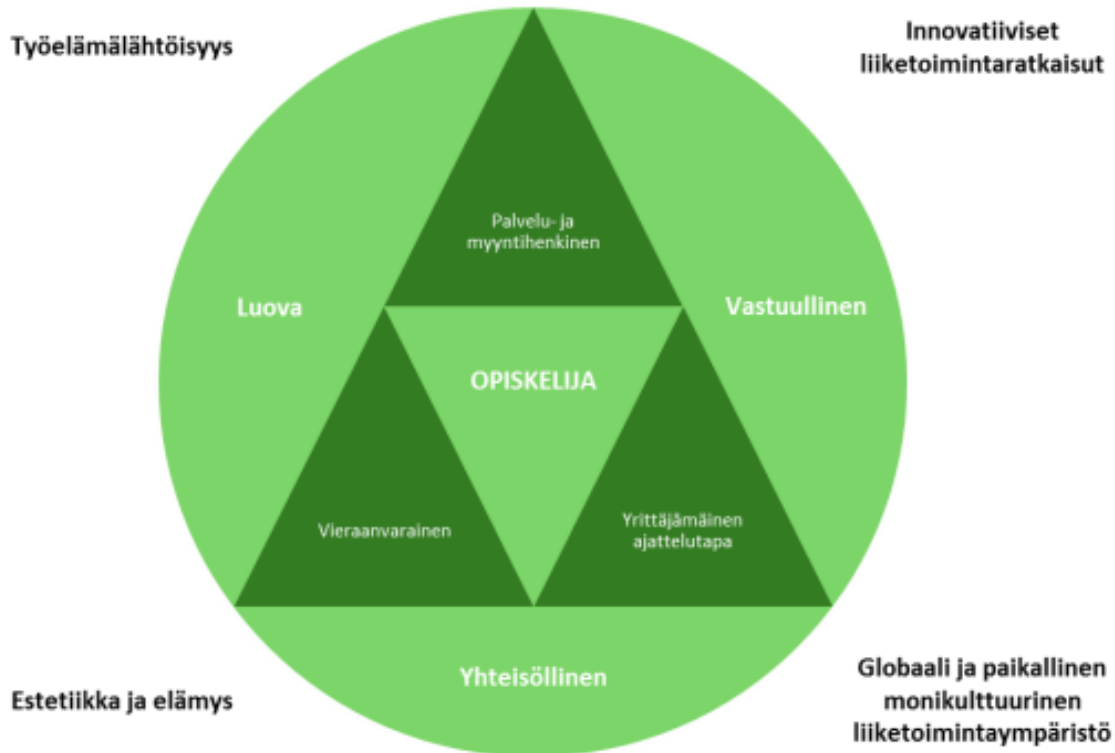 Työelämälähtöisyys
Innovatiiviset
liiketoimintaratkaisut
Palvelu- ja
myyntihenkinen
Luova
Vastuullinen
OPISKELIJA
Vieraanvarainen
Yrittäjämäinen
ajattelutapa
Yhteisöllinen
Estetiikka ja elämys
Globaali ja paikallinen
monikulttuurinen
liiketoimintaympäristö